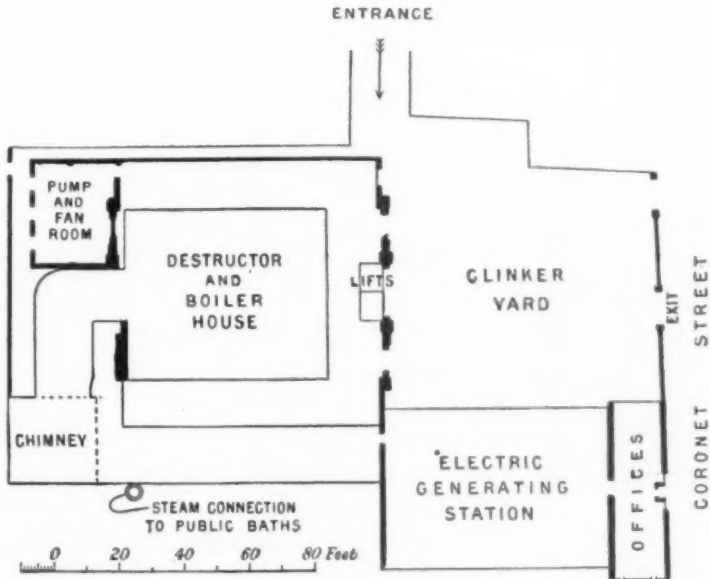 ENTRANCE
PUMP
AND
FAN
ROOM
DESTRUCTOR
AND
BOILER
HOUSE
LIFTS
CLINKER
YARD
EXIT
CORONET STREET
CHIMNEY
ELECTRIC
GENERATING
STATION
OFFICES
STEAM CONNECTION
TO PUBLIC BATHS
0 20 40 60 80 Feet